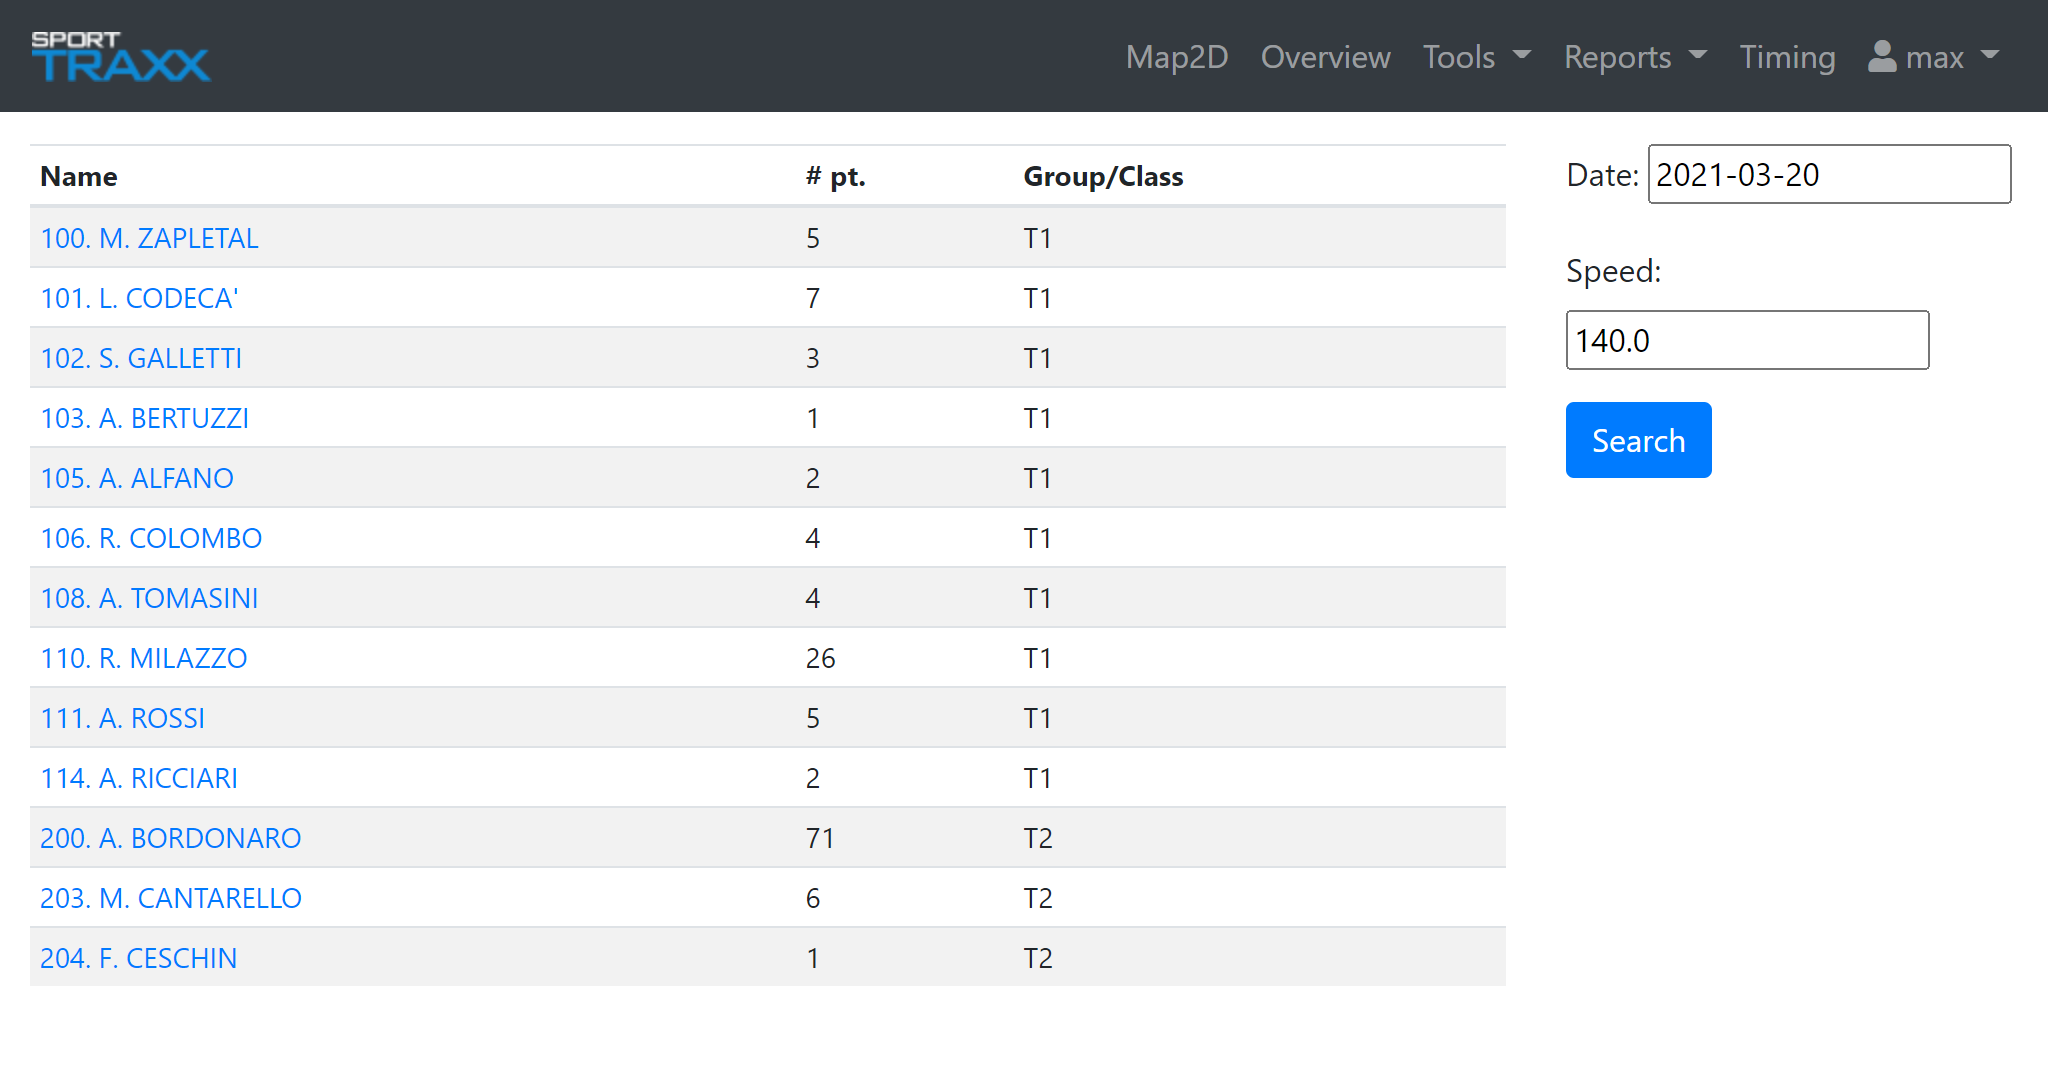 SPORT
TRAXX
Map2D Overview Tools Reports Timing max
Name # pt. Group/Class
100. M. ZAPLETAL 5 T1
101. L. CODECA' 7 T1
102. S. GALLETTI 3 T1
103. A. BERTUZZI 1 T1
105. A. ALFANO 2 T1
106. R. COLOMBO 4 T1
108. A. TOMASINI 4 T1
110. R. MILAZZO 26 T1
111. A. ROSSI 5 T1
114. A. RICCIARI 2 T1
200. A. BORDONARO 71 T2
203. M. CANTARELLO 6 T2
204. F. CESCHIN 1 T2
Date: 2021-03-20
Speed:
140.0
Search